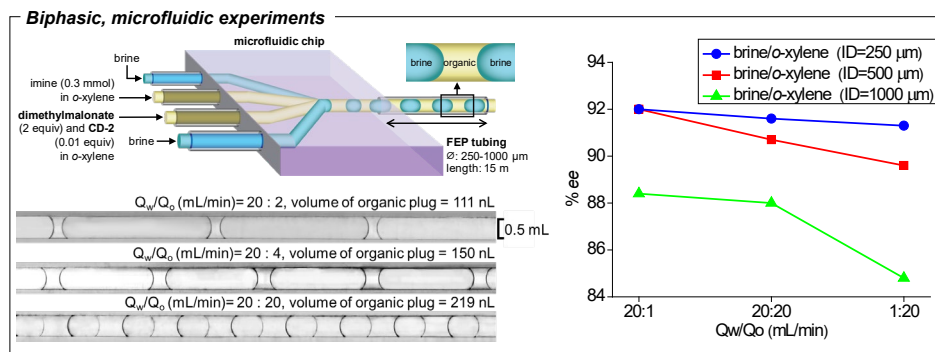 Biphasic, microfluidic experiments
microfluidic chip
brine
imine (0.3 mmol)
in o-xylene
dimethylmalonate
(2 equiv) and CD-2
(0.01 equiv)
in o-xylene
brine
brine organic brine
FEP tubing
Ø: 250-1000 µm
length: 15 m
Qw/Qo (mL/min)= 20 : 2, volume of organic plug = 111 nL
0.5 mL
Qw/Qo (mL/min)= 20 : 4, volume of organic plug = 150 nL
Qw/Qo (mL/min)= 20 : 20, volume of organic plug = 219 nL
brine/o-xylene (ID=250 µm)
brine/o-xylene (ID=500 µm)
brine/o-xylene (ID=1000 µm)
% ee
92
90
88
86
84
20:1 20:20 1:20
Qw/Qo (mL/min)